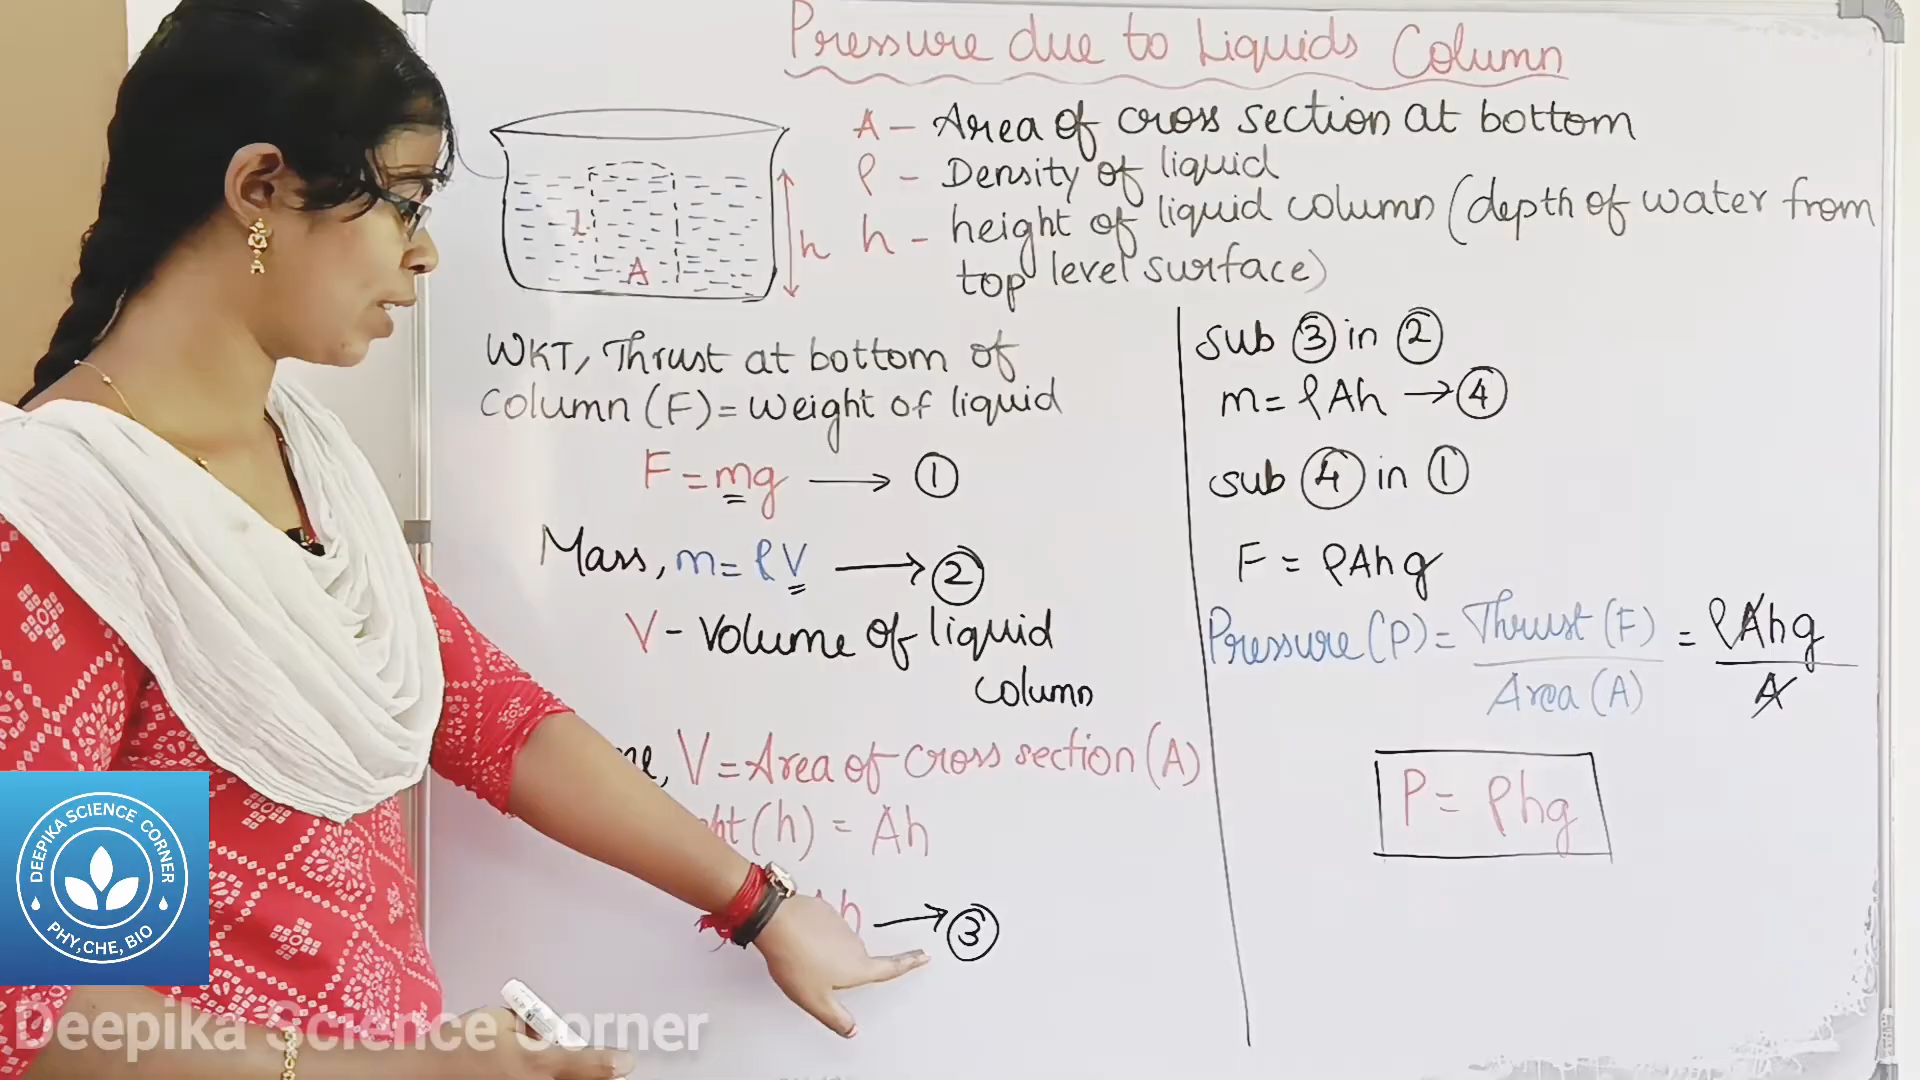 Pressure due to Liquids Column
A – Area of cross section at bottom
ρ – Density of liquid
h – height of liquid column (depth of water from
top level surface)
h
A
WKT, Thrust at bottom of
Column (F) = Weight of liquid
F = mg → ①
Mass, m = ρV → ②
V – Volume of liquid
column
V = Area of cross section (A)
(h) = Ah
→ ③
sub ③ in ②
m = ρAh → ④
sub ④ in ①
F = ρAhg
Pressure (P) = Thrust (F) / Area (A) = ρAhg / A
P = ρhg
DEEPIKA SCIENCE CORNER
PHY,CHE, BIO
Deepika Science Corner